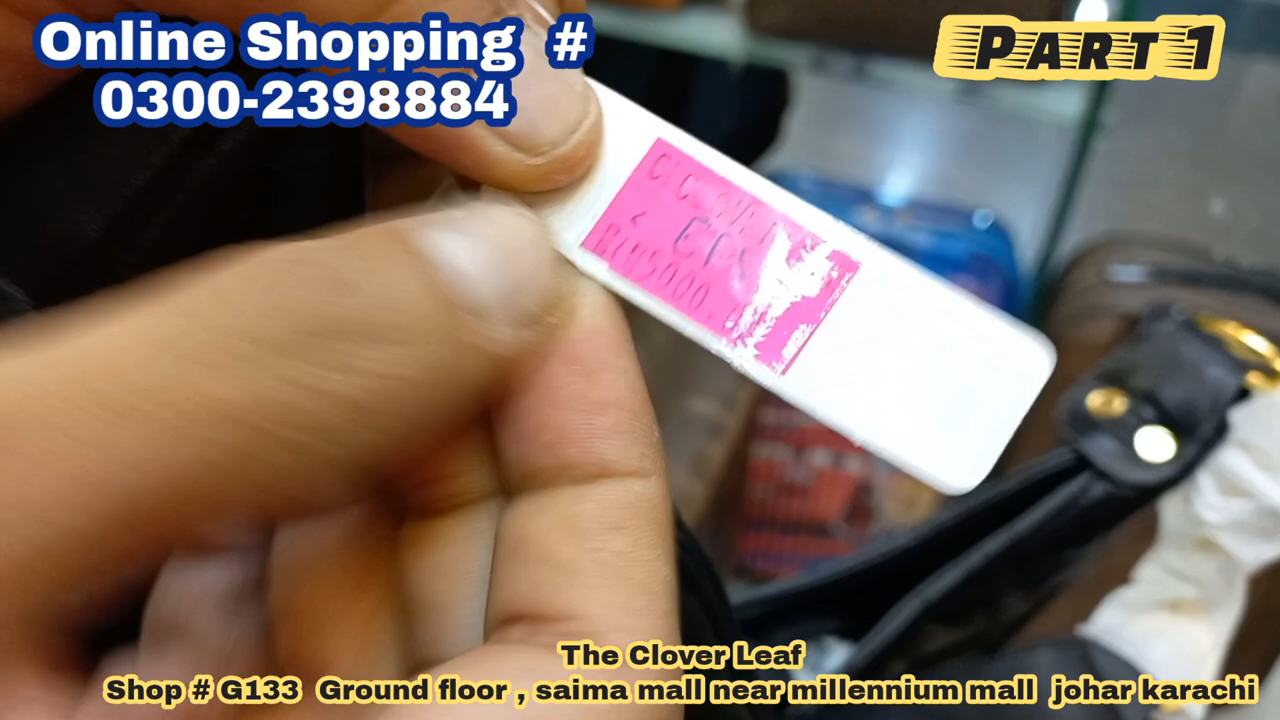 Online Shopping #
0300-2398884
PART 1
The Clover Leaf
Shop # G133 Ground floor , saima mall near millennium mall johar karachi